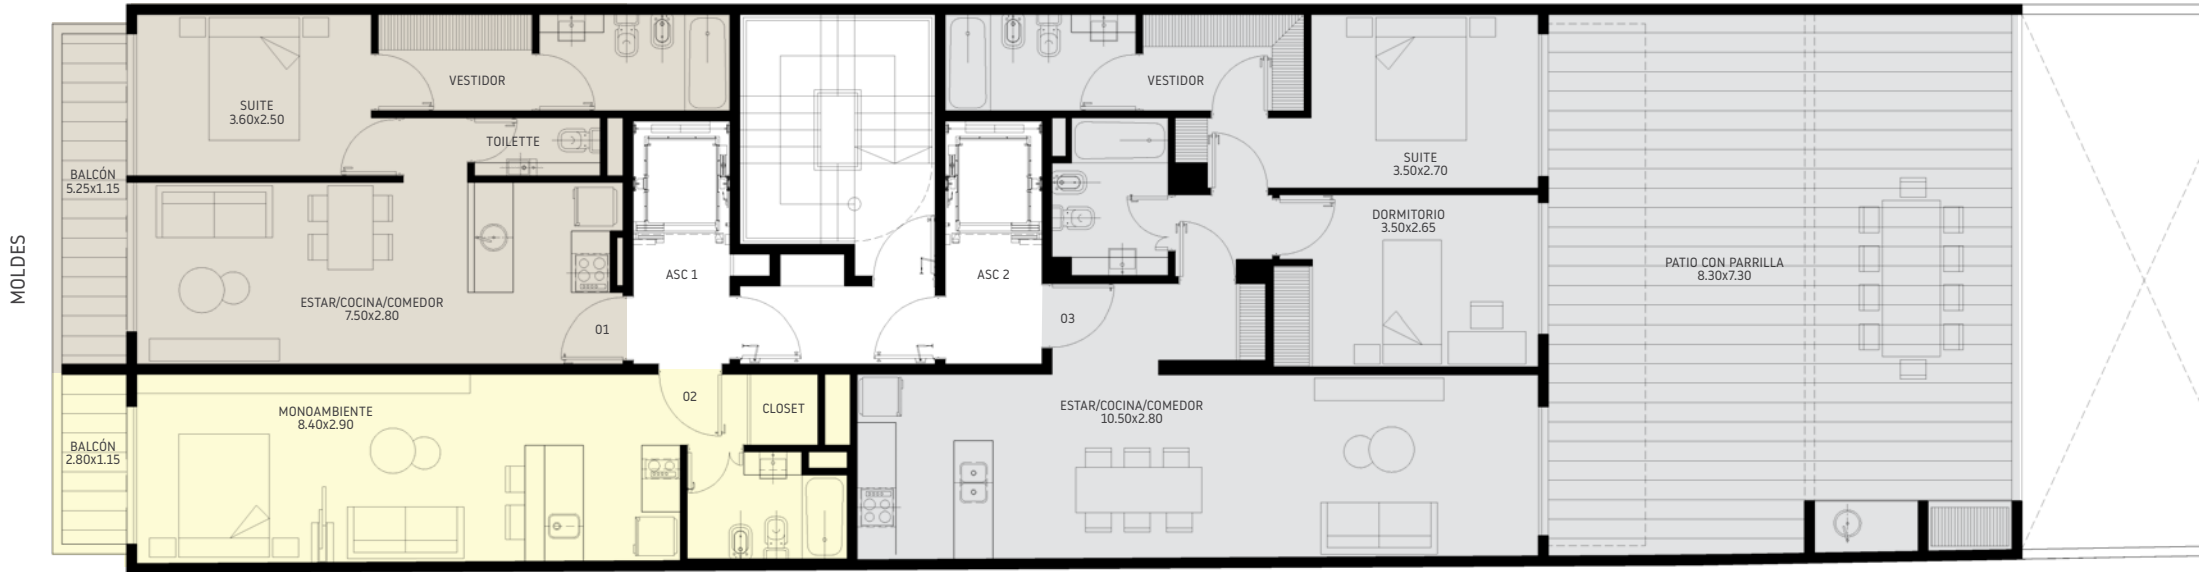 MOLDES
BALCÓN
5.25x1.15
SUITE
3.60x2.50
VESTIDOR
TOILETTE
ESTAR/COCINA/COMEDOR
7.50x2.80
01
ASC 1
ASC 2
VESTIDOR
SUITE
3.50x2.70
DORMITORIO
3.50x2.65
03
PATIO CON PARRILLA
8.30x7.30
BALCÓN
2.80x1.15
MONOAMBIENTE
8.40x2.90
02
CLOSET
ESTAR/COCINA/COMEDOR
10.50x2.80